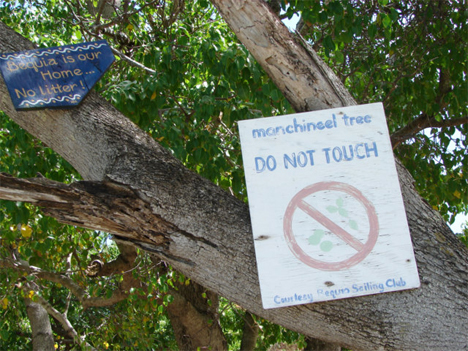 Bequia is our
Home...
No Litter!
manchineel tree
DO NOT TOUCH
Courtesy Bequia Sailing Club